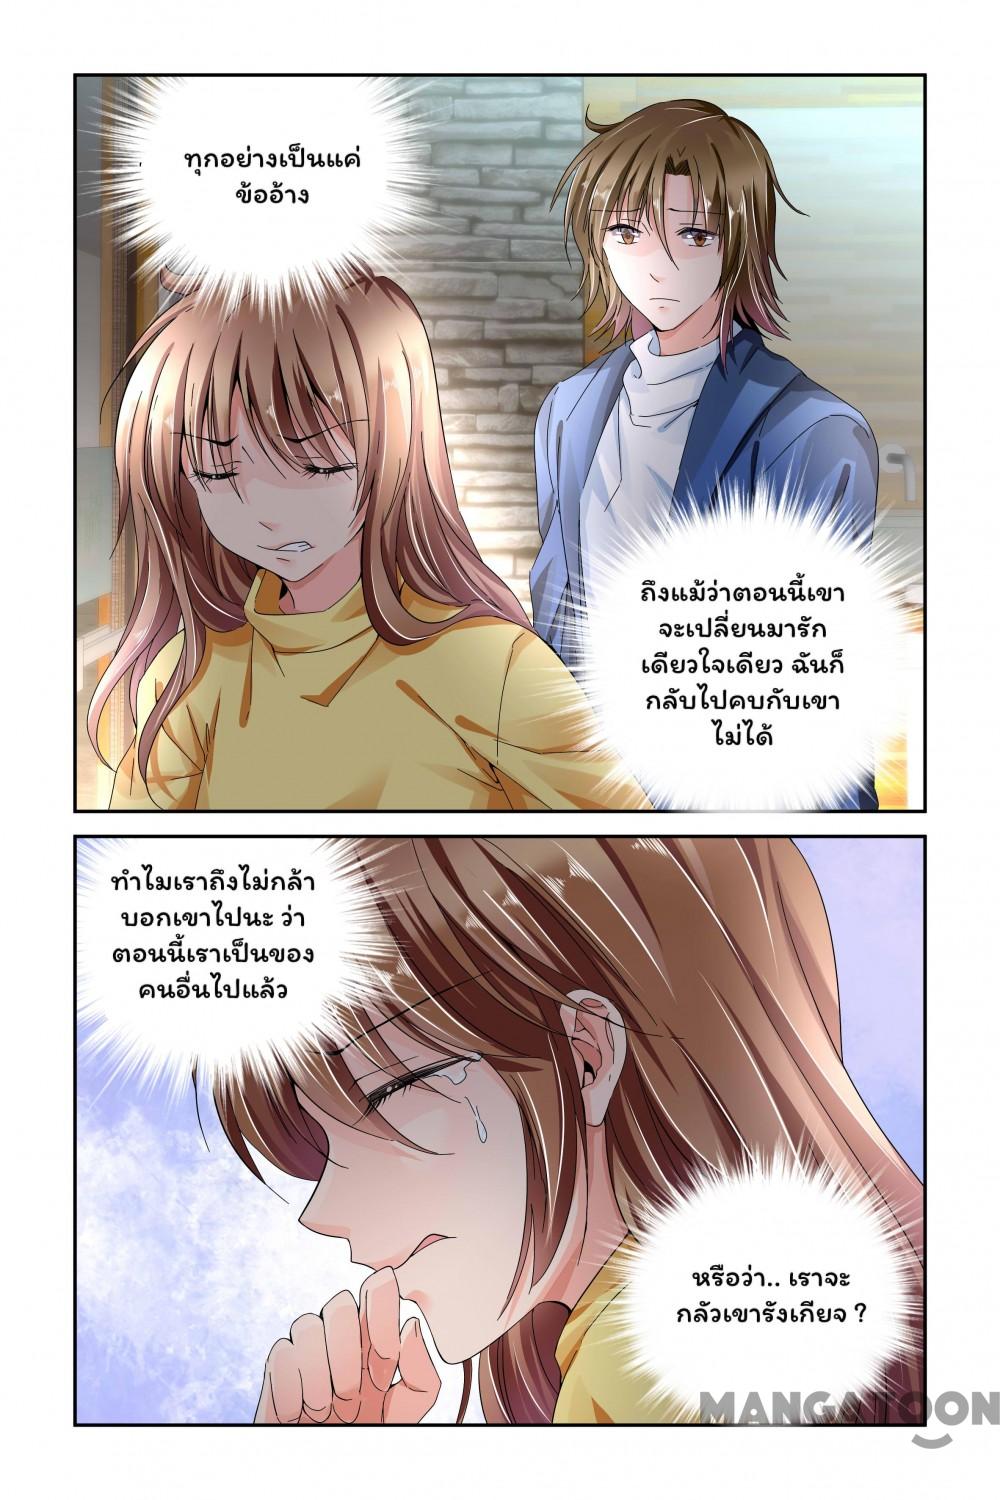 ทุกอย่างเป็นแค่
ข้ออ้าง
ถึงแม้ว่าตอนนี้เขา
จะเปลี่ยนมารัก
เดียวใจเดียว ฉันก็
กลับไปคบกับเขา
ไม่ได้
ทำไมเราถึงไม่กล้า
บอกเขาไปนะ ว่า
ตอนนี้เราเป็นของ
คนอื่นไปแล้ว
หรือว่า.. เราจะ
กลัวเขารังเกียจ ?
MANGATOON